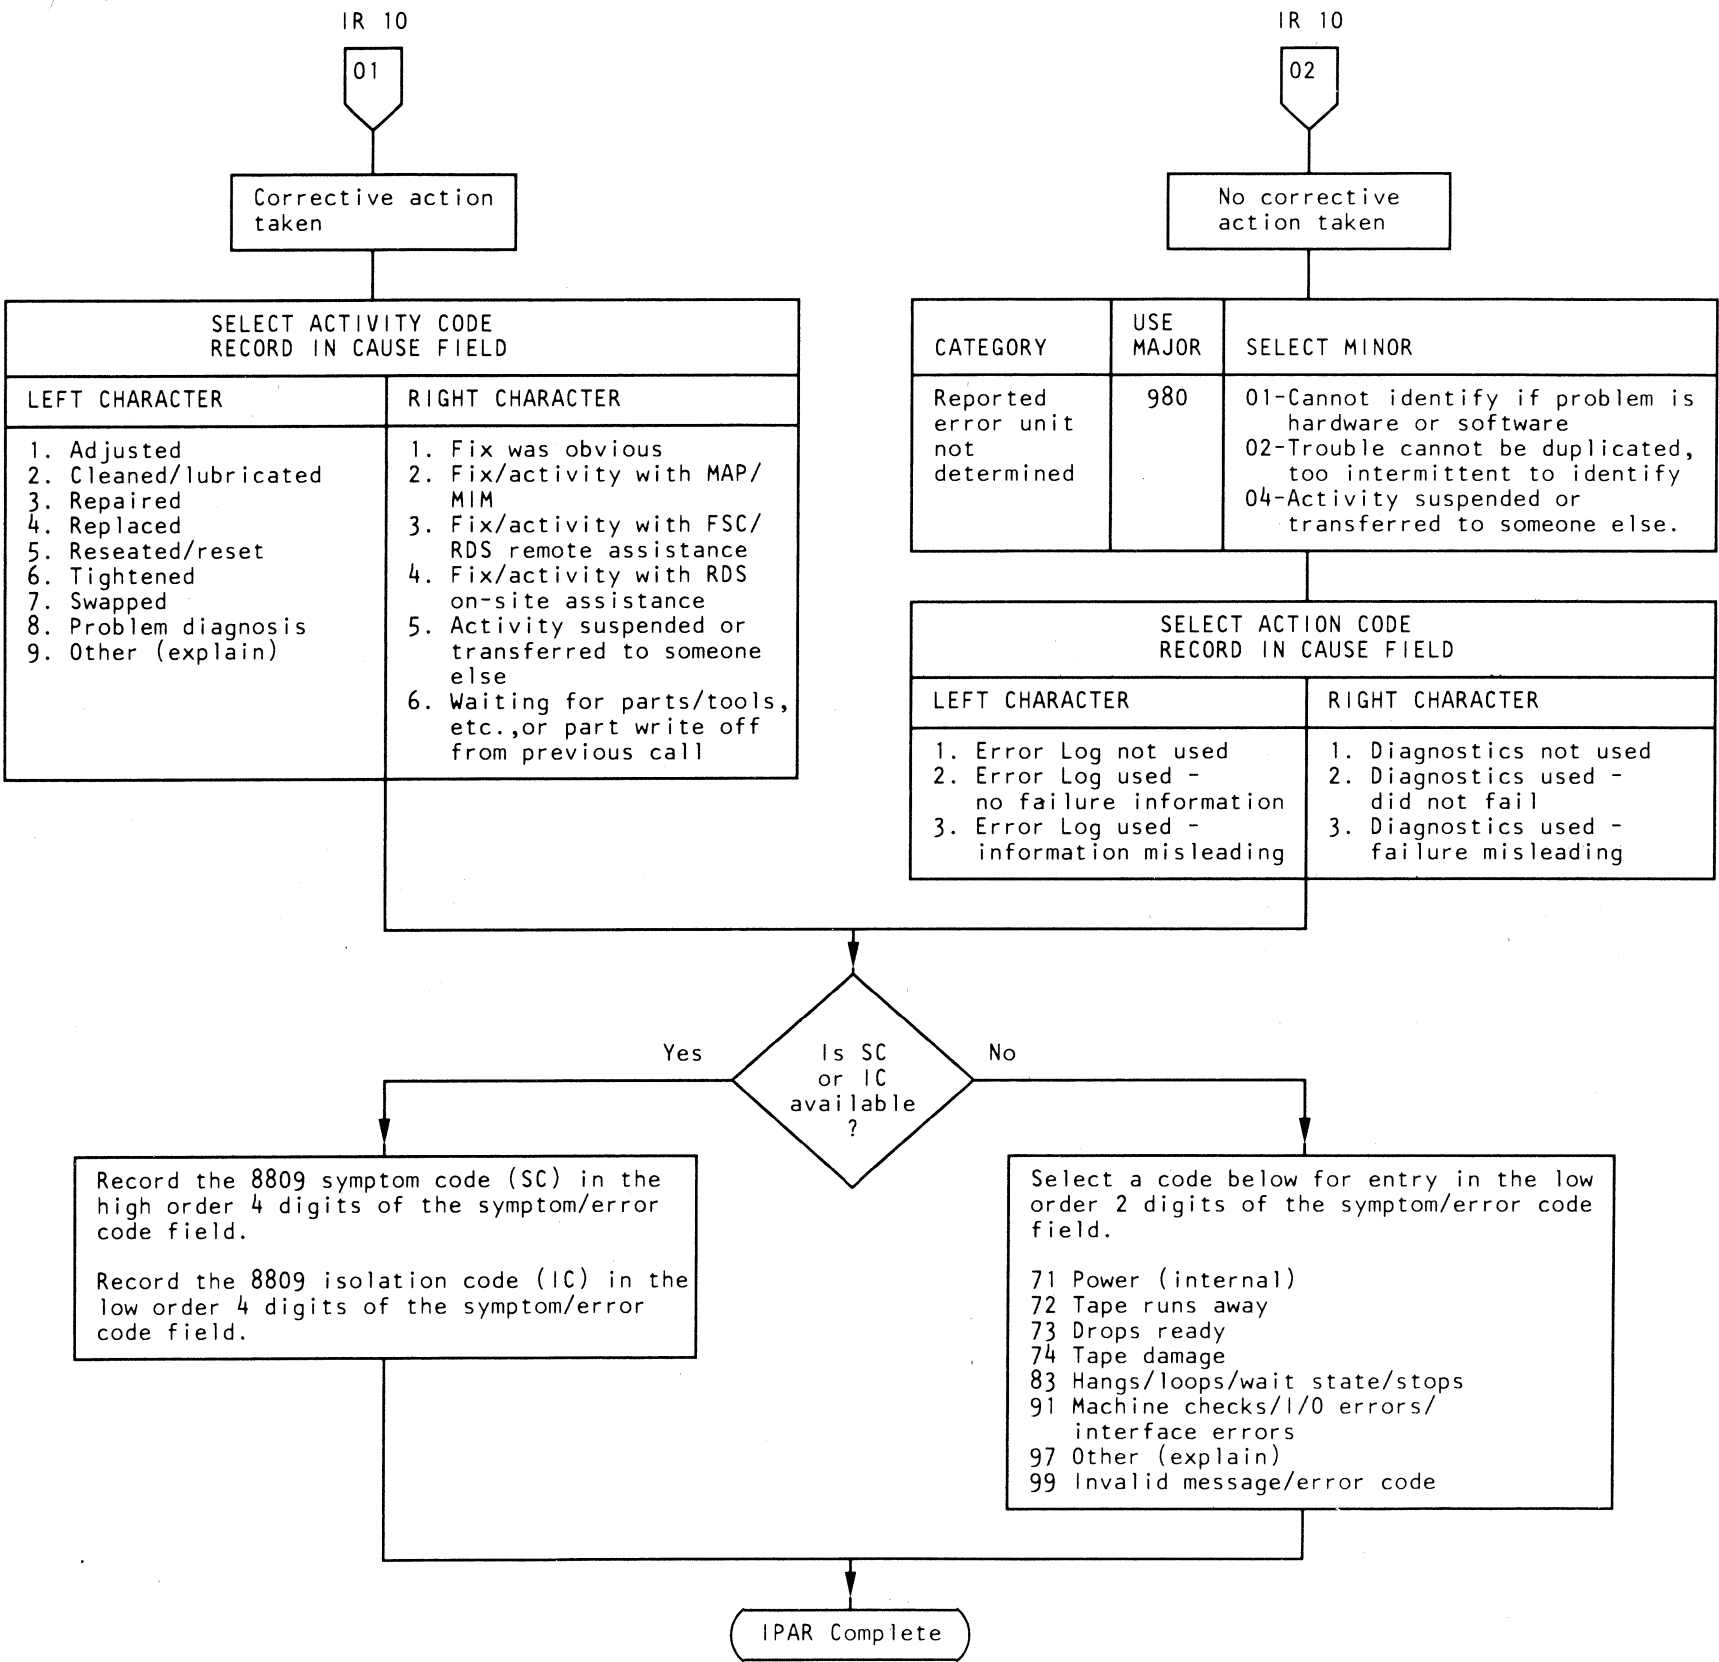 IR 10
01
Corrective action
taken
SELECT ACTIVITY CODE
RECORD IN CAUSE FIELD
LEFT CHARACTER
1. Adjusted
2. Cleaned/lubricated
3. Repaired
4. Replaced
5. Reseated/reset
6. Tightened
7. Swapped
8. Problem diagnosis
9. Other (explain)
RIGHT CHARACTER
1. Fix was obvious
2. Fix/activity with MAP/
MIM
3. Fix/activity with FSC/
RDS remote assistance
4. Fix/activity with RDS
on-site assistance
5. Activity suspended or
transferred to someone
else
6. Waiting for parts/tools,
etc.,or part write off
from previous call
IR 10
02
No corrective
action taken
CATEGORY
USE
MAJOR
SELECT MINOR
Reported
error unit
not
determined
980
01-Cannot identify if problem is
hardware or software
02-Trouble cannot be duplicated,
too intermittent to identify
04-Activity suspended or
transferred to someone else.
SELECT ACTION CODE
RECORD IN CAUSE FIELD
LEFT CHARACTER
1. Error Log not used
2. Error Log used -
no failure information
3. Error Log used -
information misleading
RIGHT CHARACTER
1. Diagnostics not used
2. Diagnostics used -
did not fail
3. Diagnostics used -
failure misleading
Is SC
or IC
available
?
Yes
No
Record the 8809 symptom code (SC) in the
high order 4 digits of the symptom/error
code field.
Record the 8809 isolation code (IC) in the
low order 4 digits of the symptom/error
code field.
Select a code below for entry in the low
order 2 digits of the symptom/error code
field.
71 Power (internal)
72 Tape runs away
73 Drops ready
74 Tape damage
83 Hangs/loops/wait state/stops
91 Machine checks/I/O errors/
interface errors
97 Other (explain)
99 Invalid message/error code
IPAR Complete